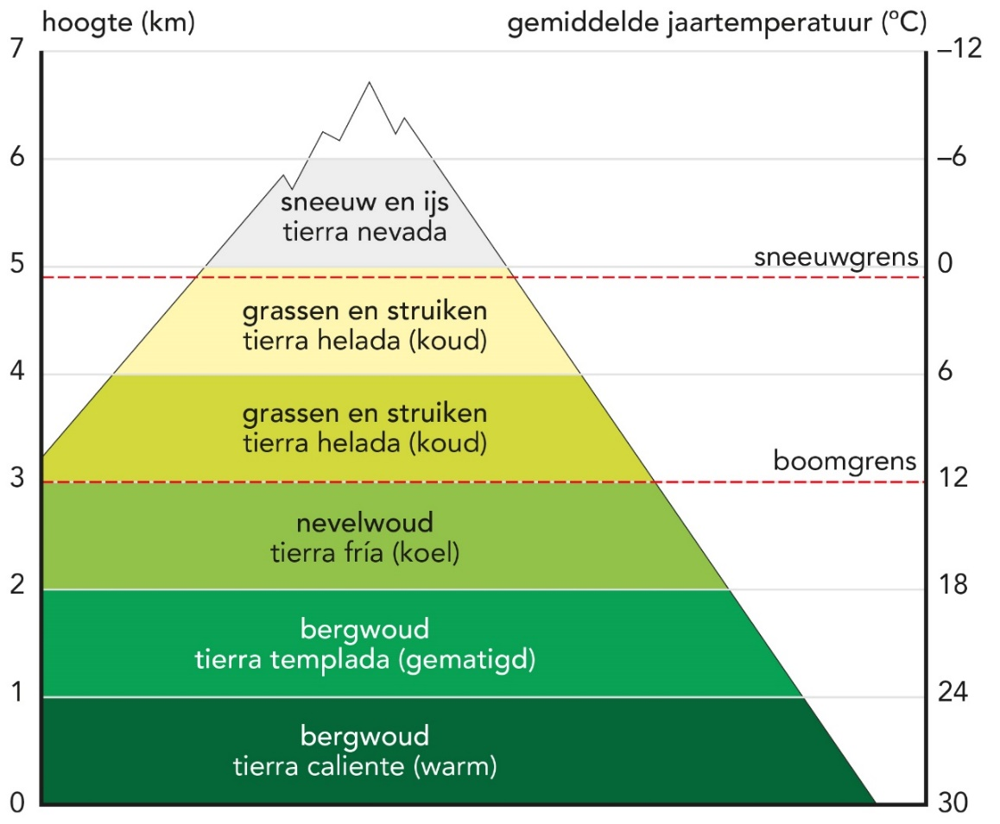 hoogte (km)
gemiddelde jaartemperatuur (°C)
7
–12
6
–6
sneeuw en ijs
tierra nevada
sneeuwgrens
5
0
grassen en struiken
tierra helada (koud)
4
6
grassen en struiken
tierra helada (koud)
boomgrens
3
12
nevelwoud
tierra fría (koel)
2
18
bergwoud
tierra templada (gematigd)
1
24
bergwoud
tierra caliente (warm)
0
30